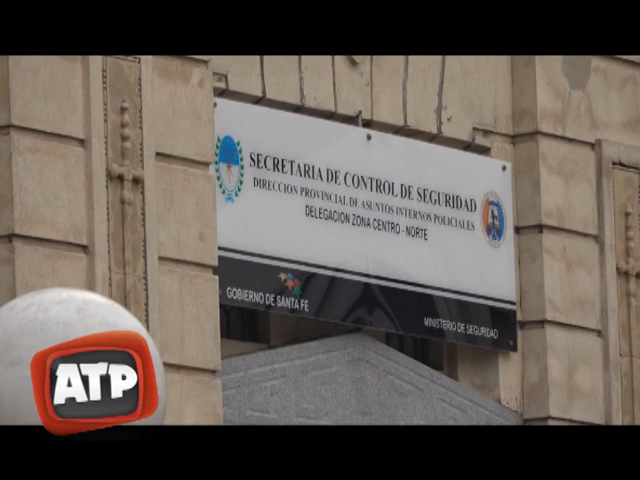 SECRETARIA DE CONTROL DE SEGURIDAD
DIRECCION PROVINCIAL DE ASUNTOS INTERNOS POLICIALES
DELEGACION ZONA CENTRO - NORTE
GOBIERNO DE SANTA FE
MINISTERIO DE SEGURIDAD
ATP